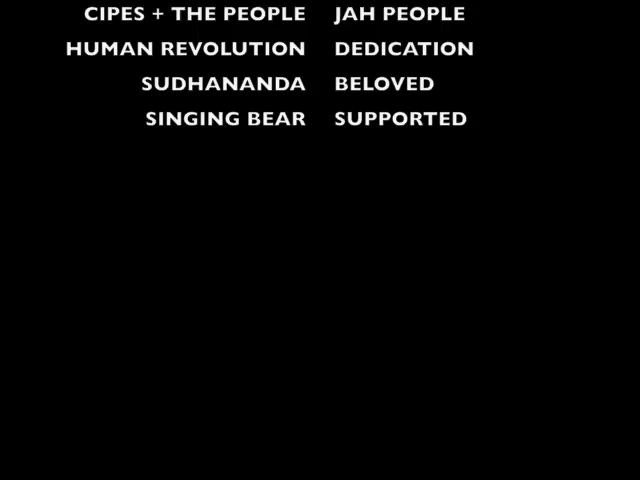 CIPES + THE PEOPLE JAH PEOPLE
HUMAN REVOLUTION DEDICATION
SUDHANANDA BELOVED
SINGING BEAR SUPPORTED